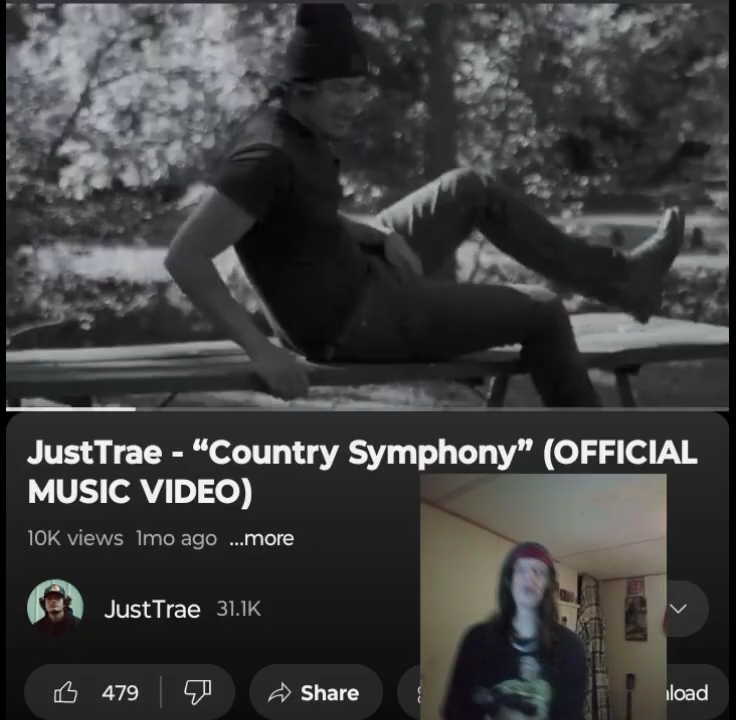 JustTrae - “Country Symphony” (OFFICIAL
MUSIC VIDEO)
10K views 1mo ago ...more
JustTrae 31.1K
479
Share
load